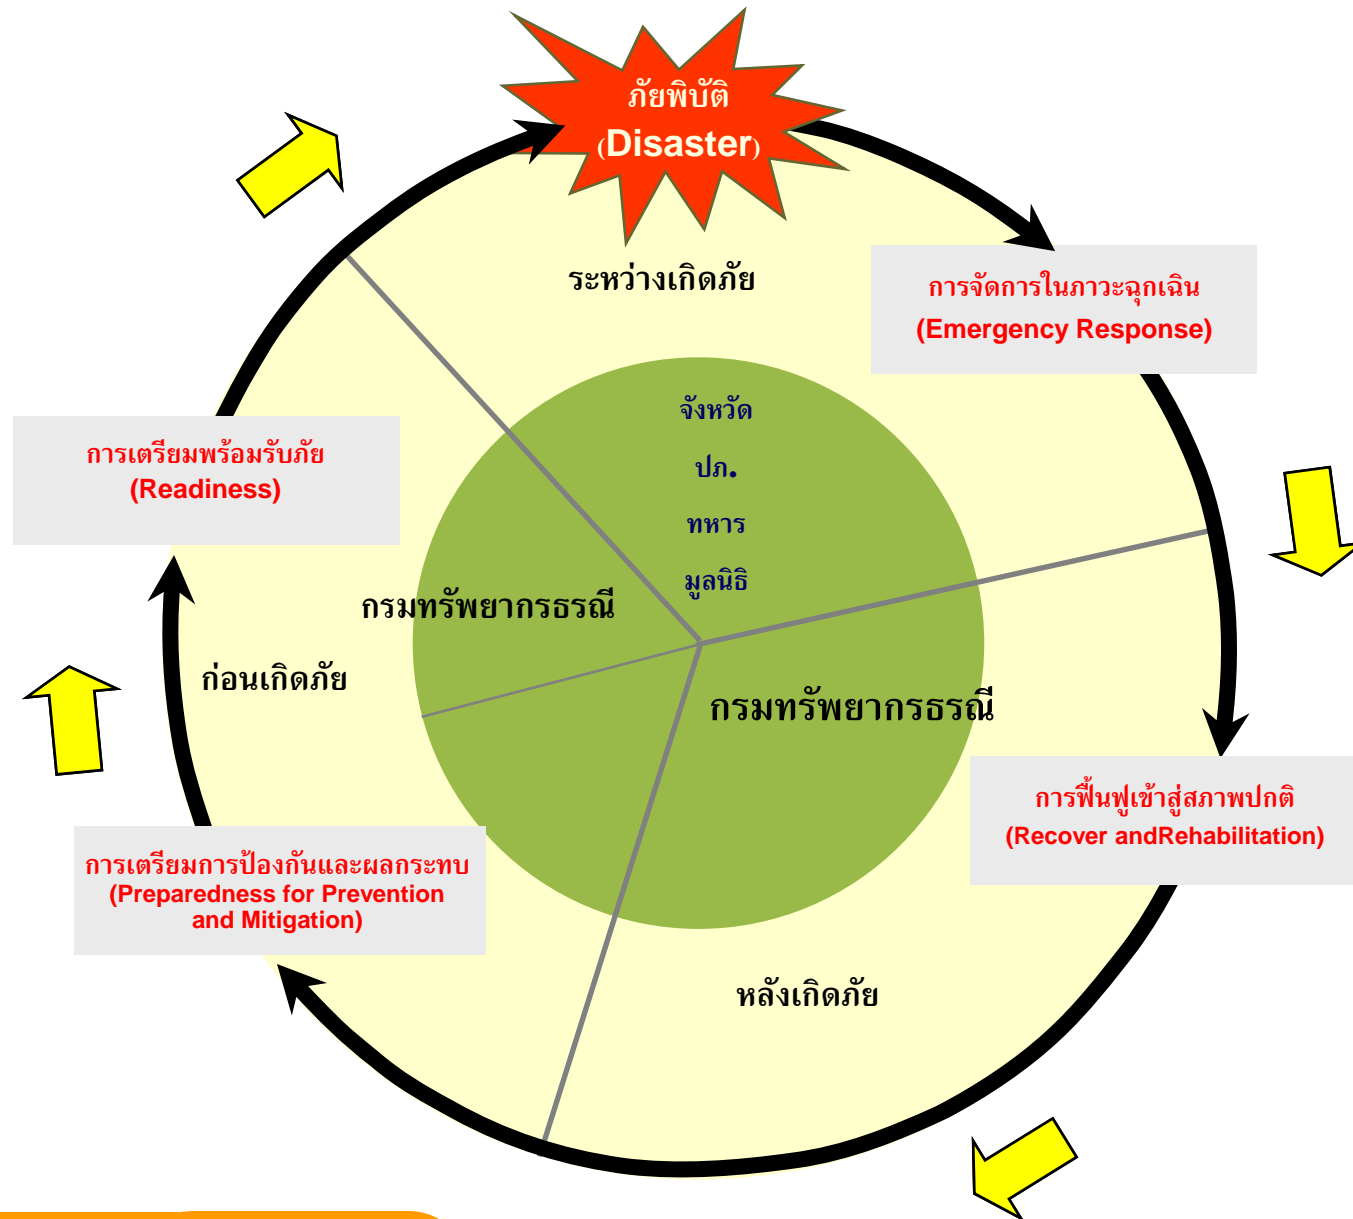 ภัยพิบัติ
(Disaster)
ระหว่างเกิดภัย
การจัดการในภาวะฉุกเฉิน
(Emergency Response)
จังหวัด
ปภ.
ทหาร
มูลนิธิ
การเตรียมพร้อมรับภัย
(Readiness)
กรมทรัพยากรธรณี
ก่อนเกิดภัย
กรมทรัพยากรธรณี
การฟื้นฟูเข้าสู่สภาพปกติ
(Recover andRehabilitation)
การเตรียมการป้องกันและผลกระทบ
(Preparedness for Prevention
and Mitigation)
หลังเกิดภัย